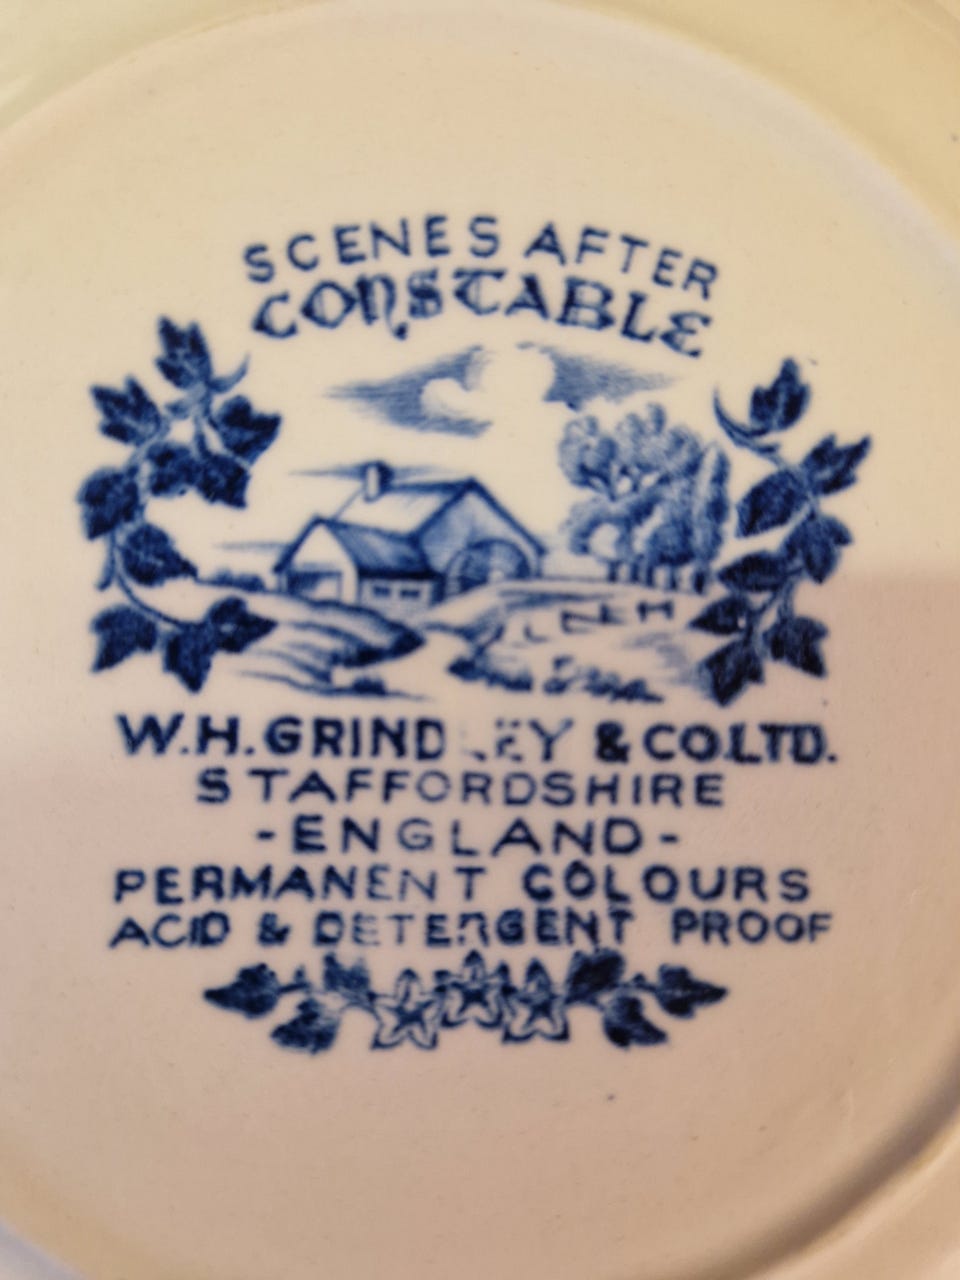 SCENES AFTER
CONSTABLE
W.H. GRINDLEY & CO.LTD.
STAFFORDSHIRE
-ENGLAND-
PERMANENT COLOURS
ACID & DETERGENT PROOF